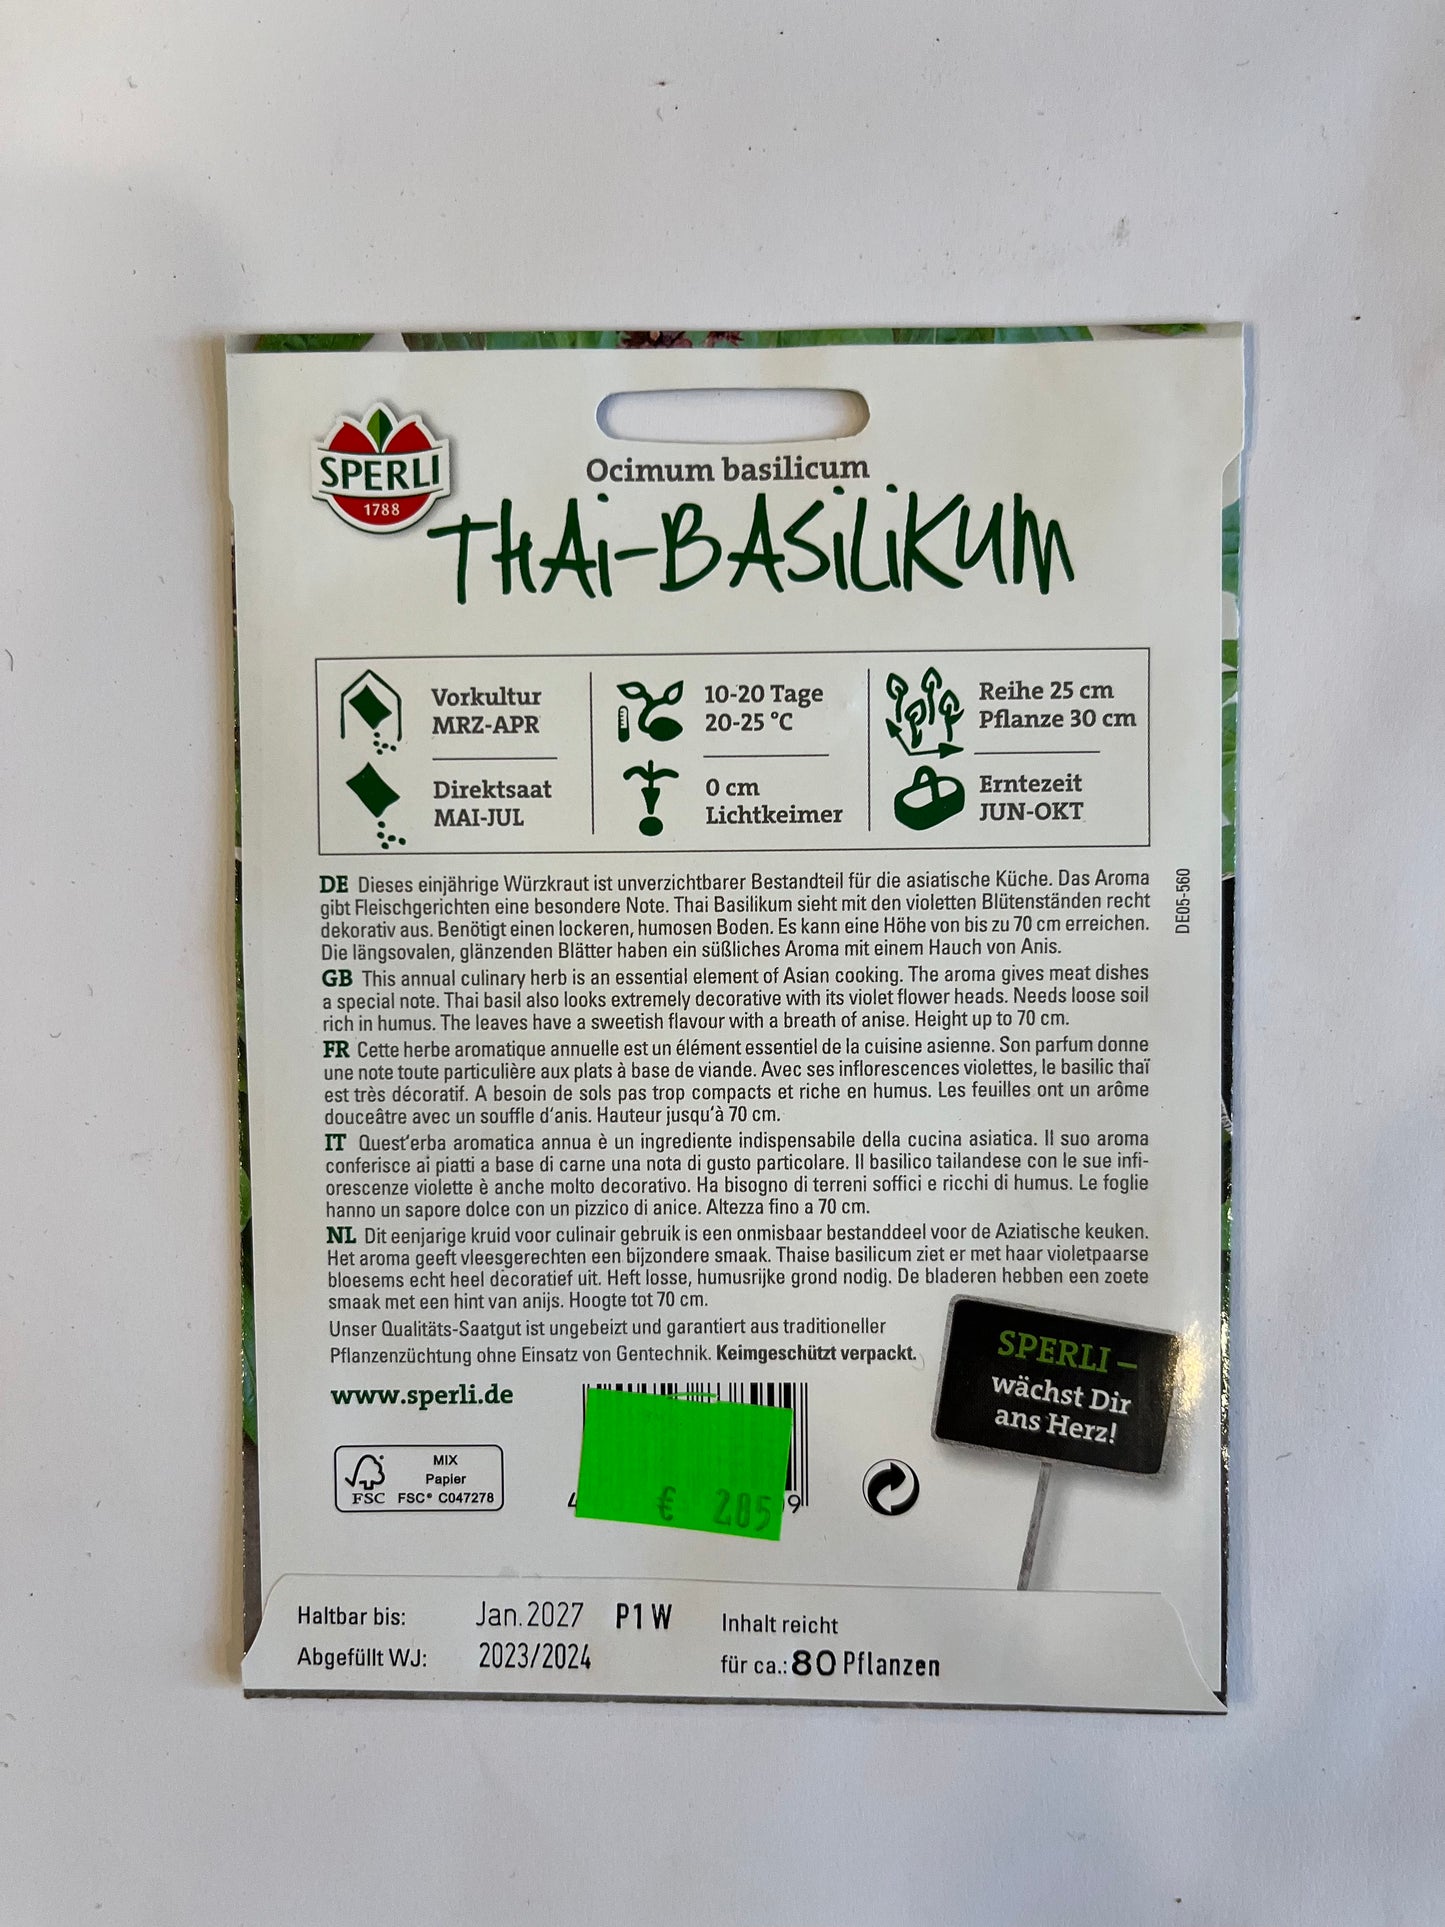 SPERLI
1788
Ocimum basilicum
THAi-BASiLiKUM
Vorkultur
MRZ-APR
Direktsaat
MAI-JUL
10-20 Tage
20-25 °C
0 cm
Lichtkeimer
Reihe 25 cm
Pflanze 30 cm
Erntezeit
JUN-OKT
DE Dieses einjährige Würzkraut ist unverzichtbarer Bestandteil für die asiatische Küche. Das Aroma
gibt Fleischgerichten eine besondere Note. Thai Basilikum sieht mit den violetten Blütenständen recht
dekorativ aus. Benötigt einen lockeren, humosen Boden. Es kann eine Höhe von bis zu 70 cm erreichen.
Die längsovalen, glänzenden Blätter haben ein süßliches Aroma mit einem Hauch von Anis.
GB This annual culinary herb is an essential element of Asian cooking. The aroma gives meat dishes
a special note. Thai basil also looks extremely decorative with its violet flower heads. Needs loose soil
rich in humus. The leaves have a sweetish flavour with a breath of anise. Height up to 70 cm.
FR Cette herbe aromatique annuelle est un élément essentiel de la cuisine asienne. Son parfum donne
une note toute particulière aux plats à base de viande. Avec ses inflorescences violettes, le basilic thaï
est très décoratif. A besoin de sols pas trop compacts et riche en humus. Les feuilles ont un arôme
douceâtre avec un souffle d'anis. Hauteur jusqu'à 70 cm.
IT Quest'erba aromatica annua è un ingrediente indispensabile della cucina asiatica. Il suo aroma
conferisce ai piatti a base di carne una nota di gusto particolare. Il basilico tailandese con le sue infi-
orescenze violette è anche molto decorativo. Ha bisogno di terreni soffici e ricchi di humus. Le foglie
hanno un sapore dolce con un pizzico di anice. Altezza fino a 70 cm.
NL Dit eenjarige kruid voor culinair gebruik is een onmisbaar bestanddeel voor de Aziatische keuken.
Het aroma geeft vleesgerechten een bijzondere smaak. Thaise basilicum ziet er met haar violetpaarse
bloesems echt heel decoratief uit. Heft losse, humusrijke grond nodig. De bladeren hebben een zoete
smaak met een hint van anijs. Hoogte tot 70 cm.
Unser Qualitäts-Saatgut ist ungebeizt und garantiert aus traditioneller
Pflanzenzüchtung ohne Einsatz von Gentechnik. Keimgeschützt verpackt.
DE05-560
www.sperli.de
SPERLI –
wächst Dir
ans Herz!
MIX
Papier
FSC FSC® C047278
4 9
€ 285
Haltbar bis: Jan.2027 P1W
Abgefüllt WJ: 2023/2024
Inhalt reicht
für ca.: 80 Pflanzen